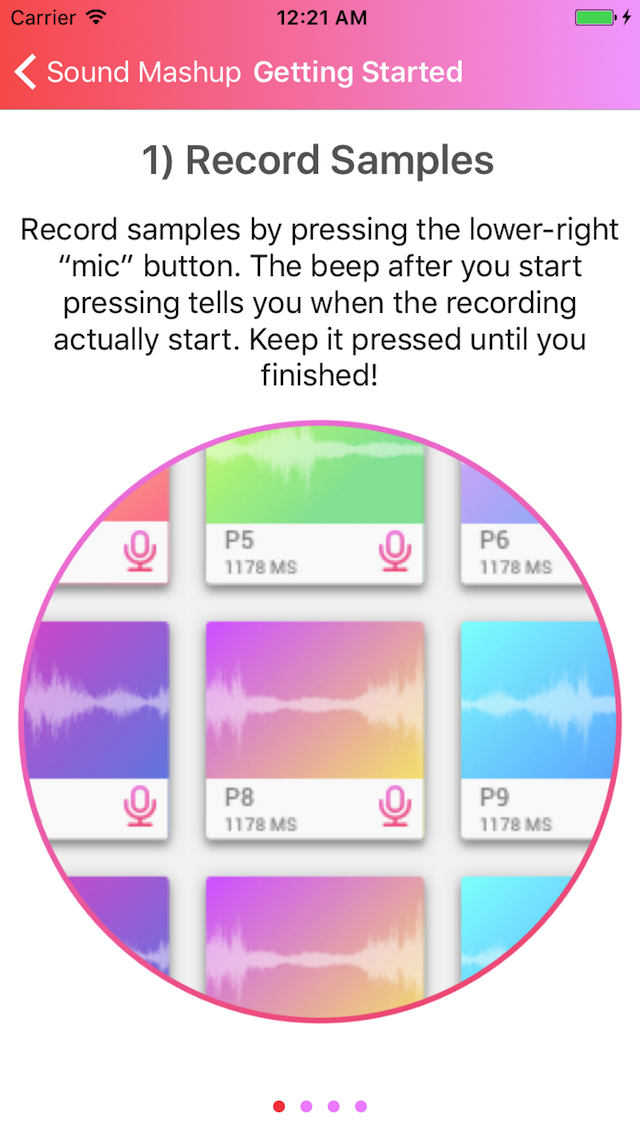 Carrier 12:21 AM
Sound Mashup Getting Started
1) Record Samples
Record samples by pressing the lower-right
“mic” button. The beep after you start
pressing tells you when the recording
actually start. Keep it pressed until you
finished!
P5 P6
1178 MS 1178 MS
P8 P9
1178 MS 1178 MS